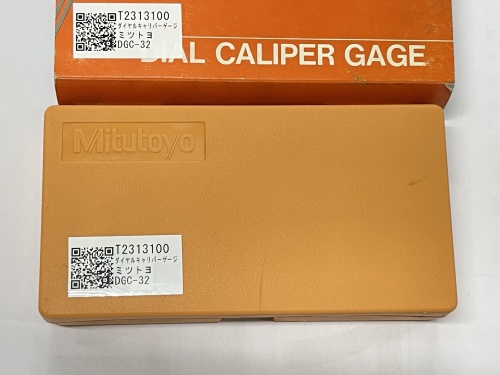 T2313100
ダイヤルキャリパーゲージ
ミツトヨ
DGC-32
DIAL CALIPER GAGE
Mitutoyo
T2313100
ダイヤルキャリパーゲージ
ミツトヨ
DGC-32